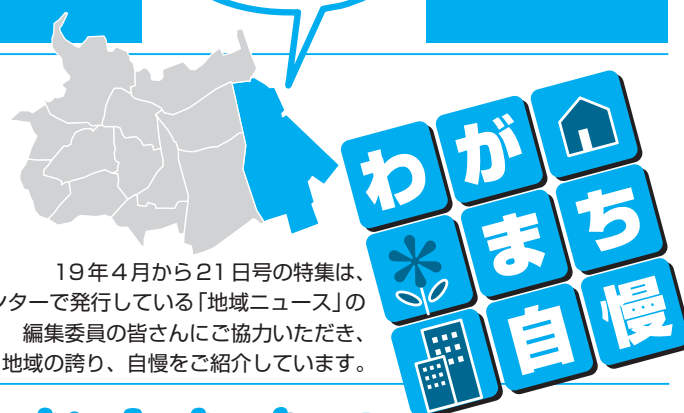 わが
まち
自慢
19年4月から21日号の特集は、
ンターで発行している「地域ニュース」の
編集委員の皆さんにご協力いただき、
地域の誇り、自慢をご紹介しています。